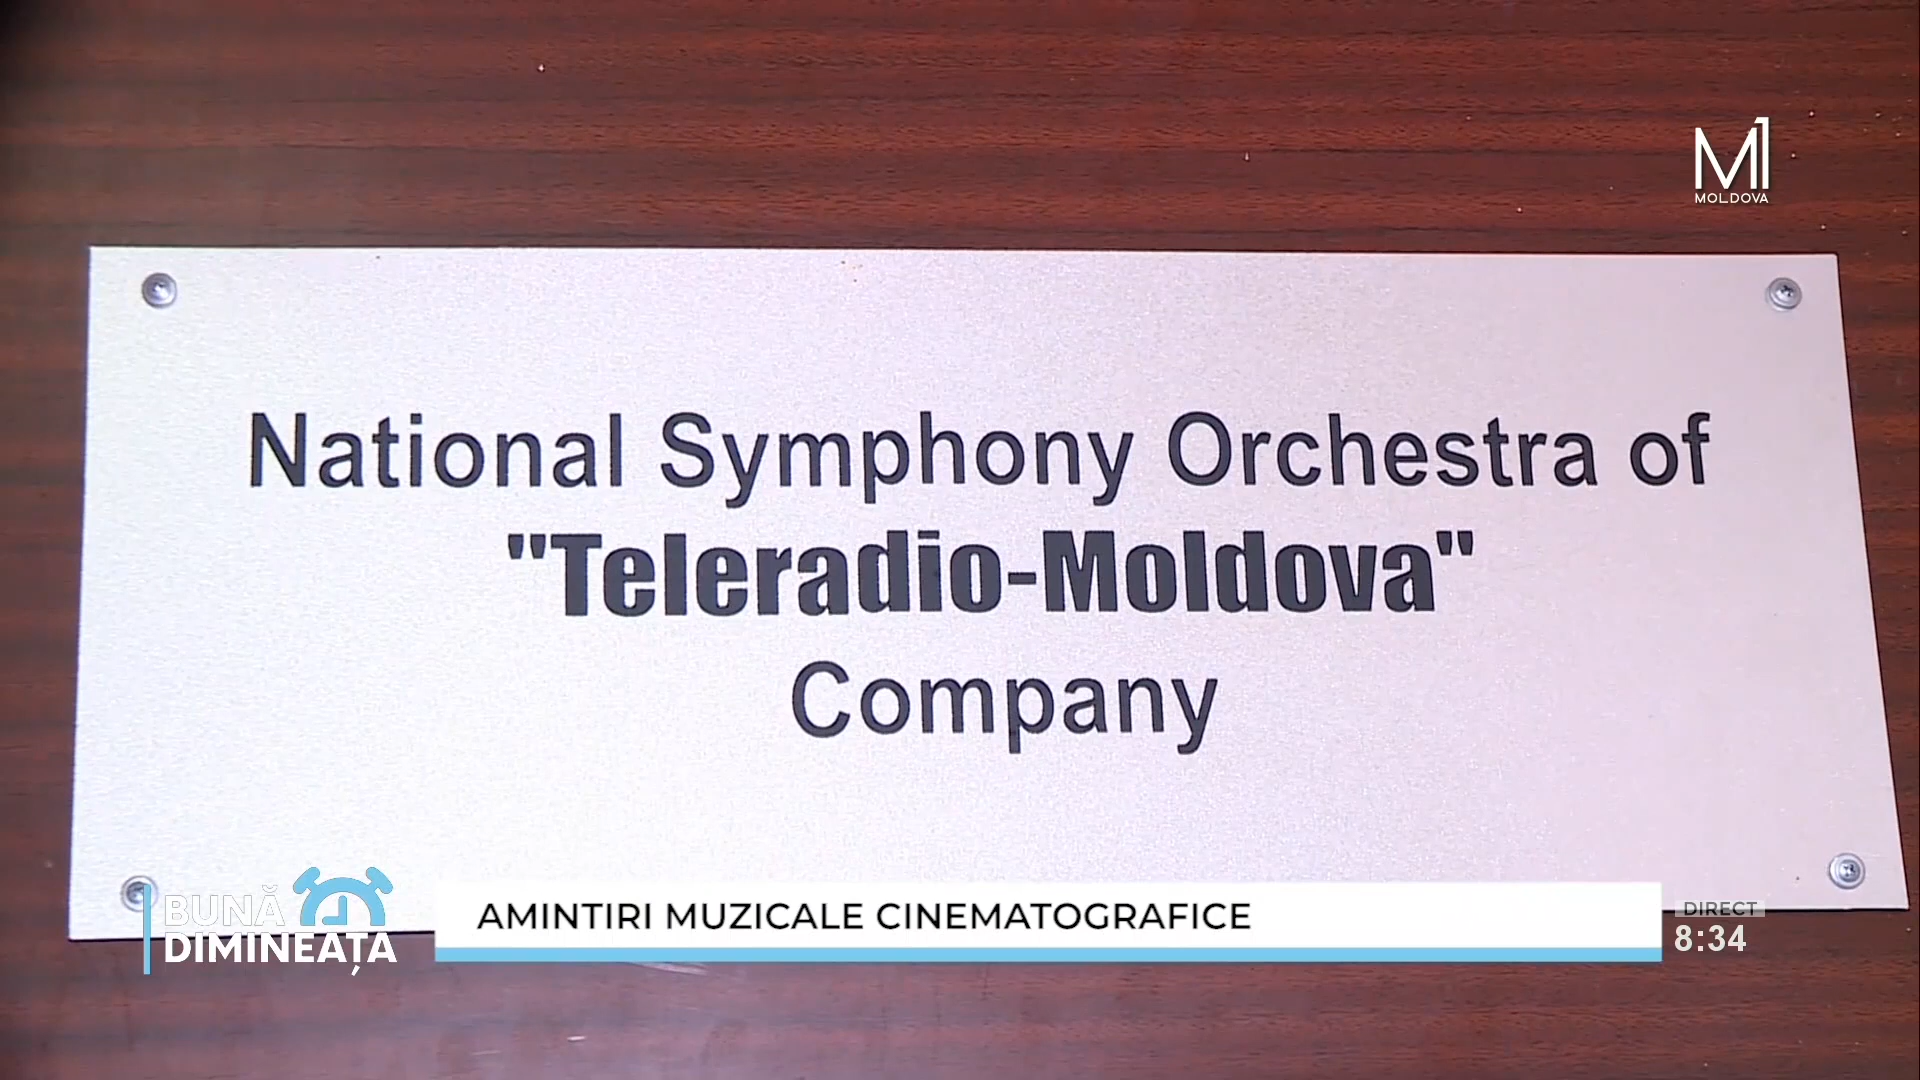 M1
MOLDOVA
National Symphony Orchestra of
"Teleradio-Moldova"
Company
BUNĂ
DIMINEAȚA
AMINTIRI MUZICALE CINEMATOGRAFICE
DIRECT
8:34